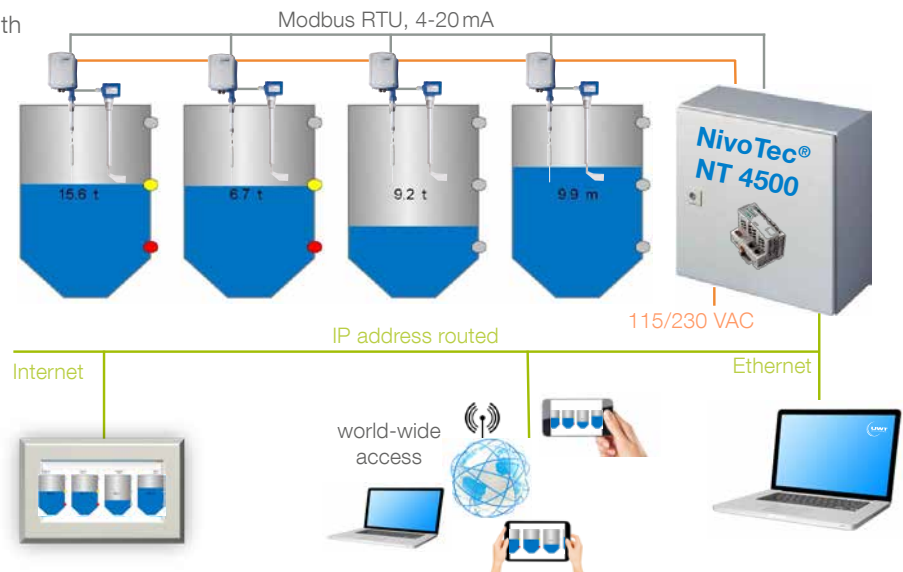 th
Modbus RTU, 4-20 mA
NivoTec®
NT 4500
15.6 t
6.7 t
9.2 t
9.9 m
115/230 VAC
IP address routed
Internet
Ethernet
world-wide
access
UWT